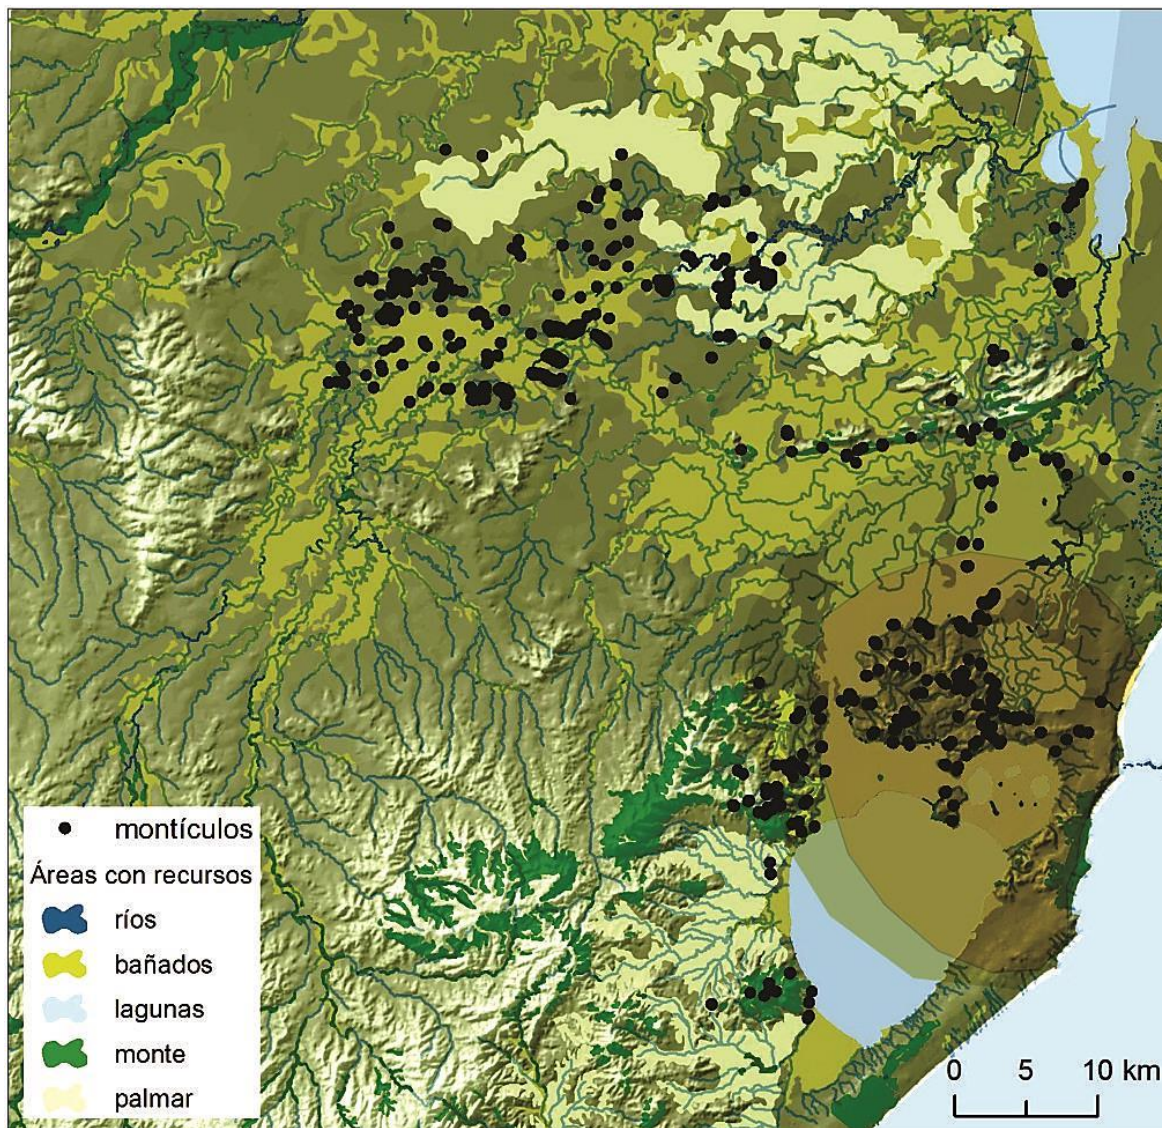 montículos
Áreas con recursos
ríos
bañados
lagunas
monte
palmar
0 5 10 km